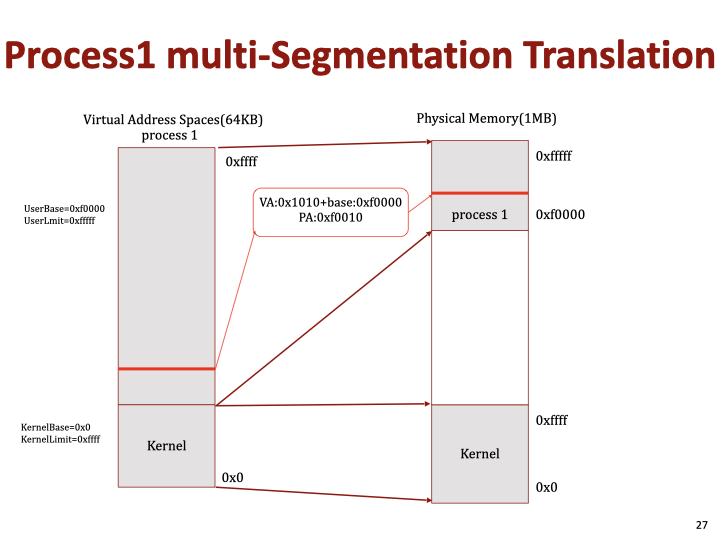 Process1 multi-Segmentation Translation
Virtual Address Spaces(64KB)
process 1
Physical Memory(1MB)
0xffff
0xfffff
UserBase=0xf0000
UserLmit=0xfffff
VA:0x1010+base:0xf0000
PA:0xf0010
process 1
0xf0000
KernelBase=0x0
KernelLimit=0xffff
Kernel
0xffff
Kernel
0x0
0x0
27